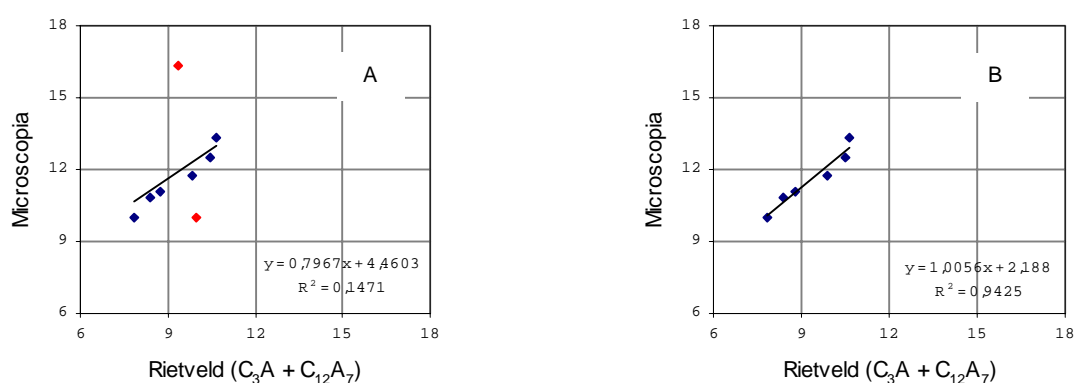 18
15
12
9
6
Microscopia
A
y=0,7967x+4,4603
R²=0,1471
6 9 12 15 18
Rietveld (C₃A + C₁₂A₇)
18
15
12
9
6
Microscopia
B
y=1,0056x+2,188
R²=0,9425
6 9 12 15 18
Rietveld (C₃A + C₁₂A₇)